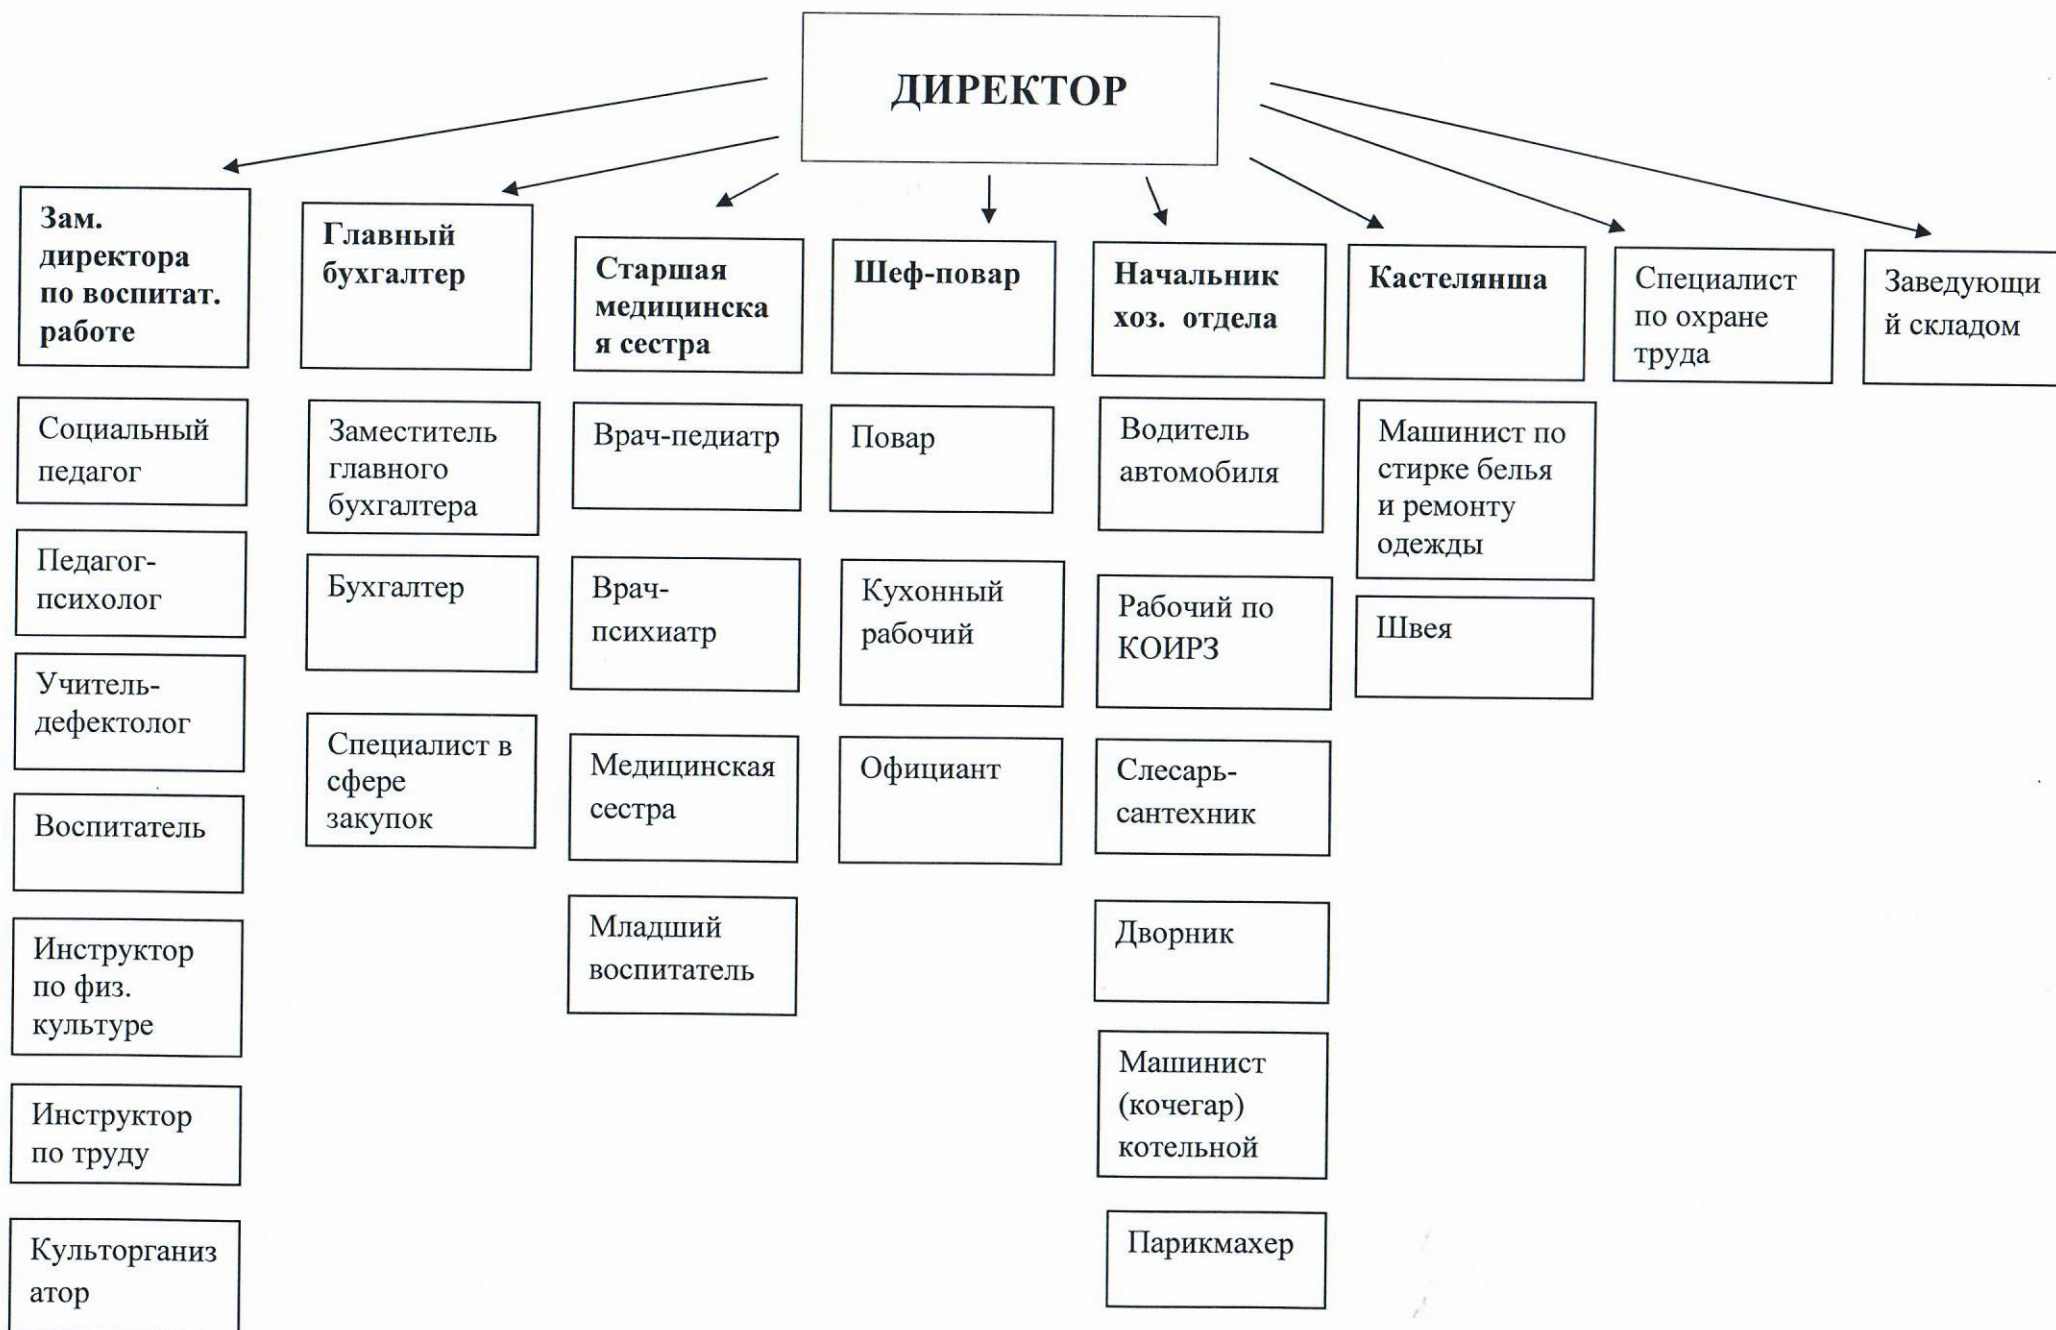 ДИРЕКТОР
Зам.
директора
по воспитат.
работе
Главный
бухгалтер
Старшая
медицинска
я сестра
Шеф-повар
Начальник
хоз. отдела
Кастелянша
Специалист
по охране
труда
Заведующи
й складом
Социальный
педагог
Педагог-
психолог
Учитель-
дефектолог
Воспитатель
Инструктор
по физ.
культуре
Инструктор
по труду
Культорганиз
атор
Заместитель
главного
бухгалтера
Бухгалтер
Специалист в
сфере
закупок
Врач-педиатр
Врач-
психиатр
Медицинская
сестра
Младший
воспитатель
Повар
Кухонный
рабочий
Официант
Водитель
автомобиля
Рабочий по
КОИРЗ
Слесарь-
сантехник
Дворник
Машинист
(кочегар)
котельной
Парикмахер
Машинист по
стирке белья
и ремонту
одежды
Швея